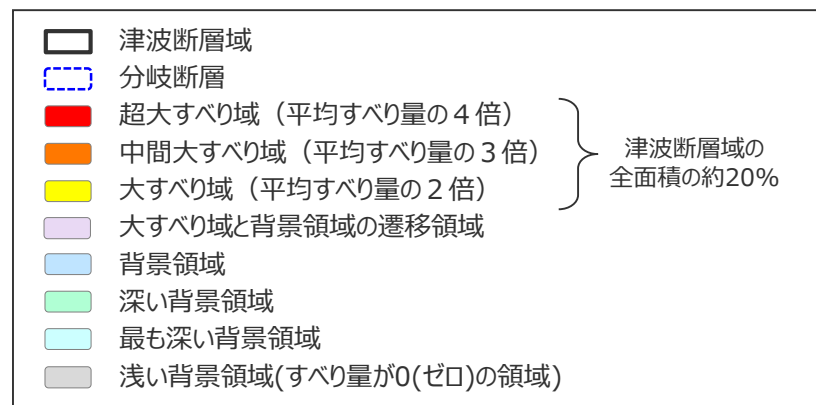 津波断層域
分岐断層
超大すべり域（平均すべり量の４倍）
中間大すべり域（平均すべり量の３倍）
大すべり域（平均すべり量の２倍）
津波断層域の
全面積の約20%
大すべり域と背景領域の遷移領域
背景領域
深い背景領域
最も深い背景領域
浅い背景領域(すべり量が0(ゼロ)の領域)